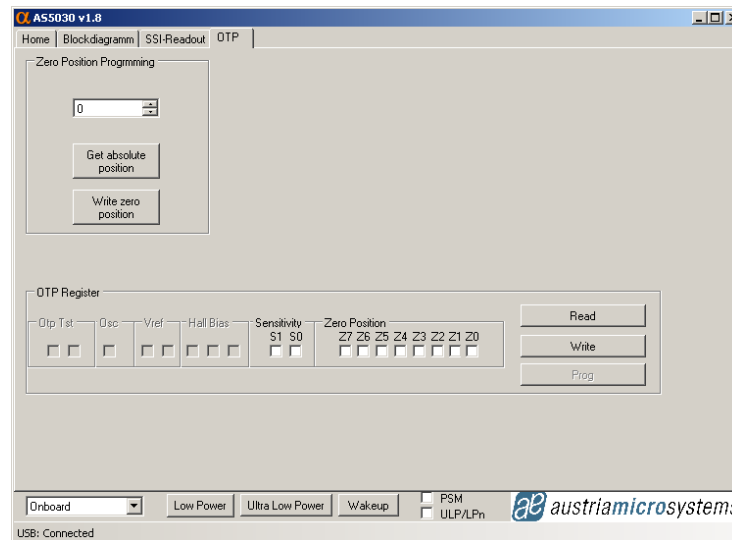 AS5030 v1.8
Home Blockdiagramm SSI-Readout OTP
Zero Position Progrmming
0
Get absolute
position
Write zero
position
OTP Register
Otp Tst Osc Vref Hall Bias Sensitivity Zero Position
S1 S0 Z7 Z6 Z5 Z4 Z3 Z2 Z1 Z0
Read
Write
Prog
Onboard Low Power Ultra Low Power Wakeup PSM
ULP/LPn
austriamicrosystems
USB: Connected